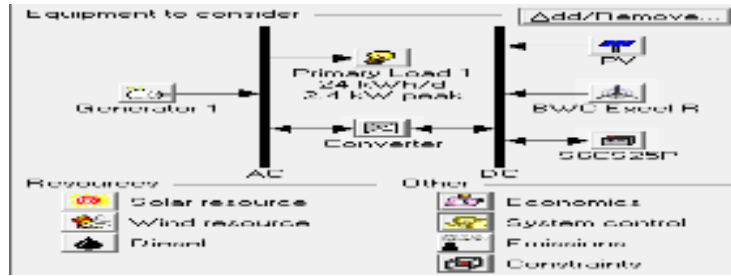 Equipment to consider
Add/Remove...
Generator 1
Primary Load 1
24 kWh/d
2.4 kW peak
Converter
PV
BWC Excel R
S6CS25P
AC
DC
Resources
Other
Solar resource
Economics
Wind resource
System control
Diesel
Emissions
Constraints